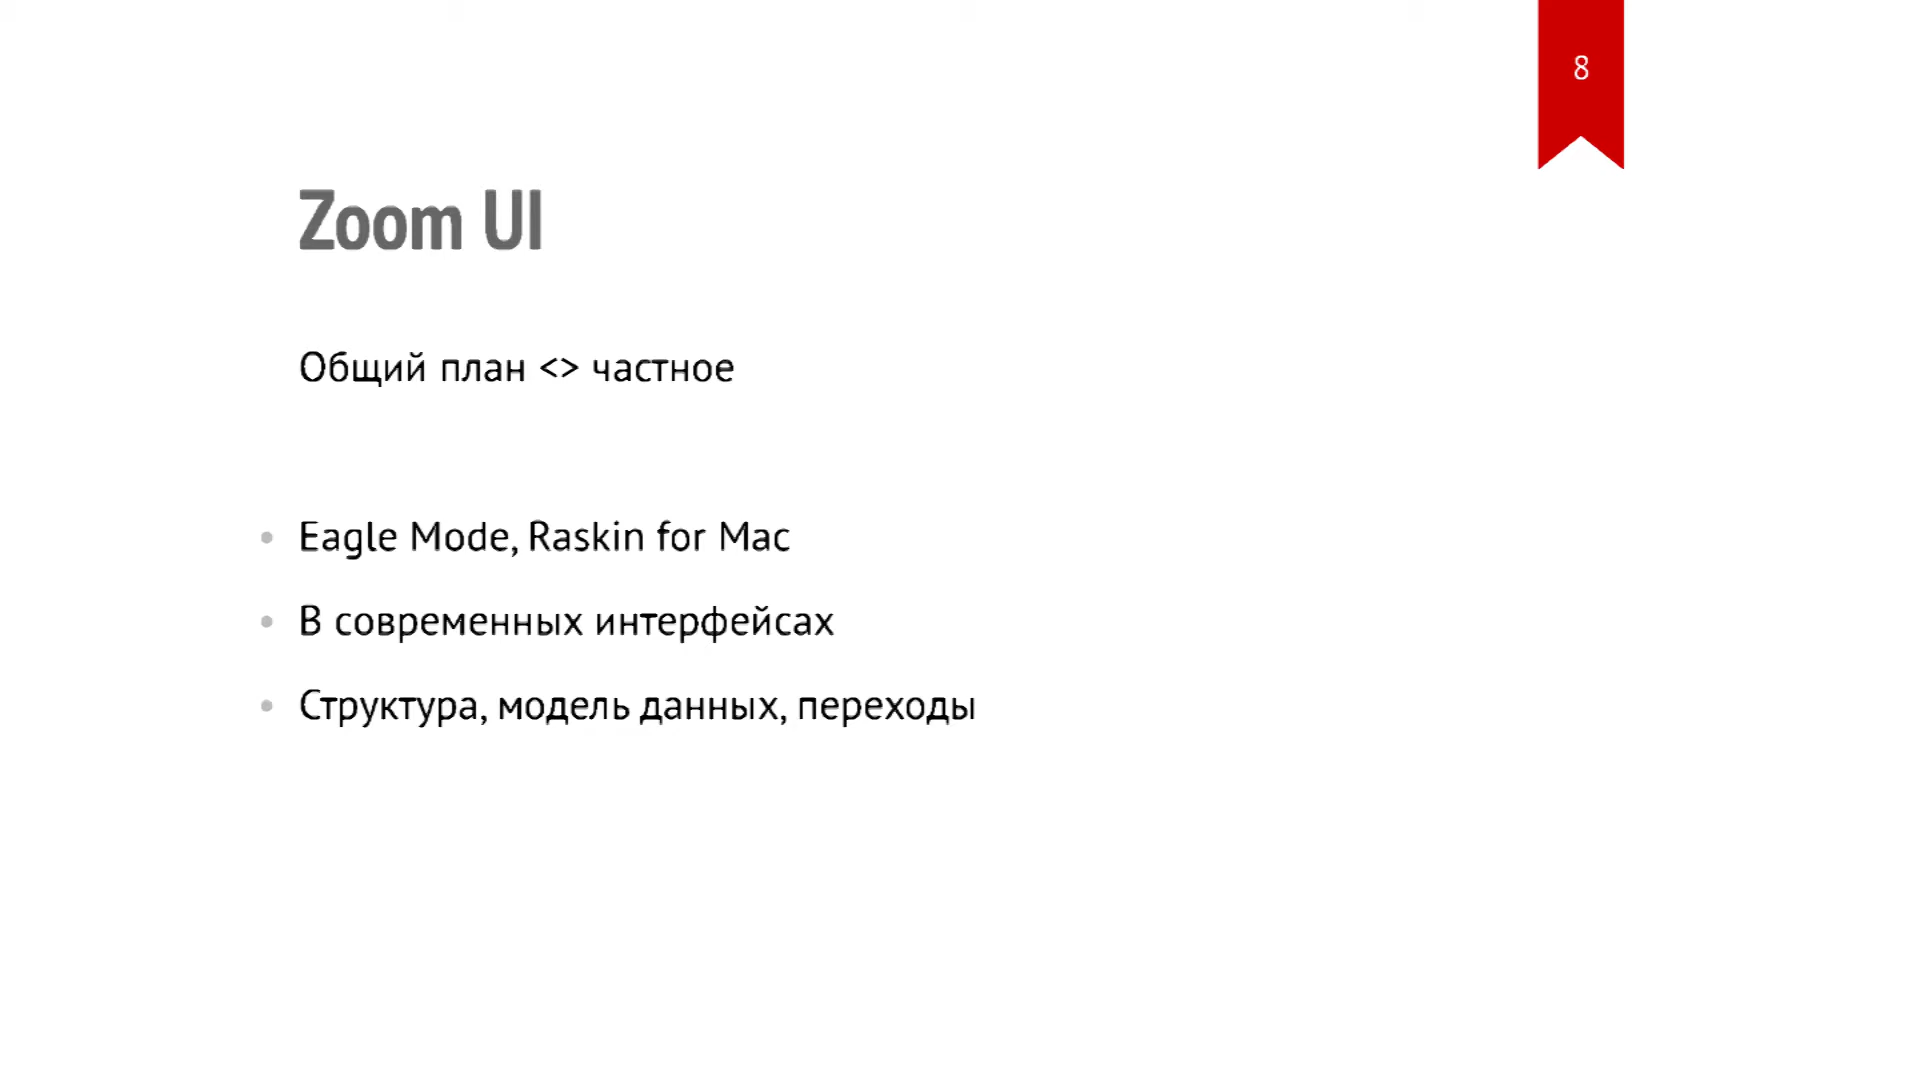 8
Zoom UI
Общий план <> частное
• Eagle Mode, Raskin for Mac
• В современных интерфейсах
• Структура, модель данных, переходы